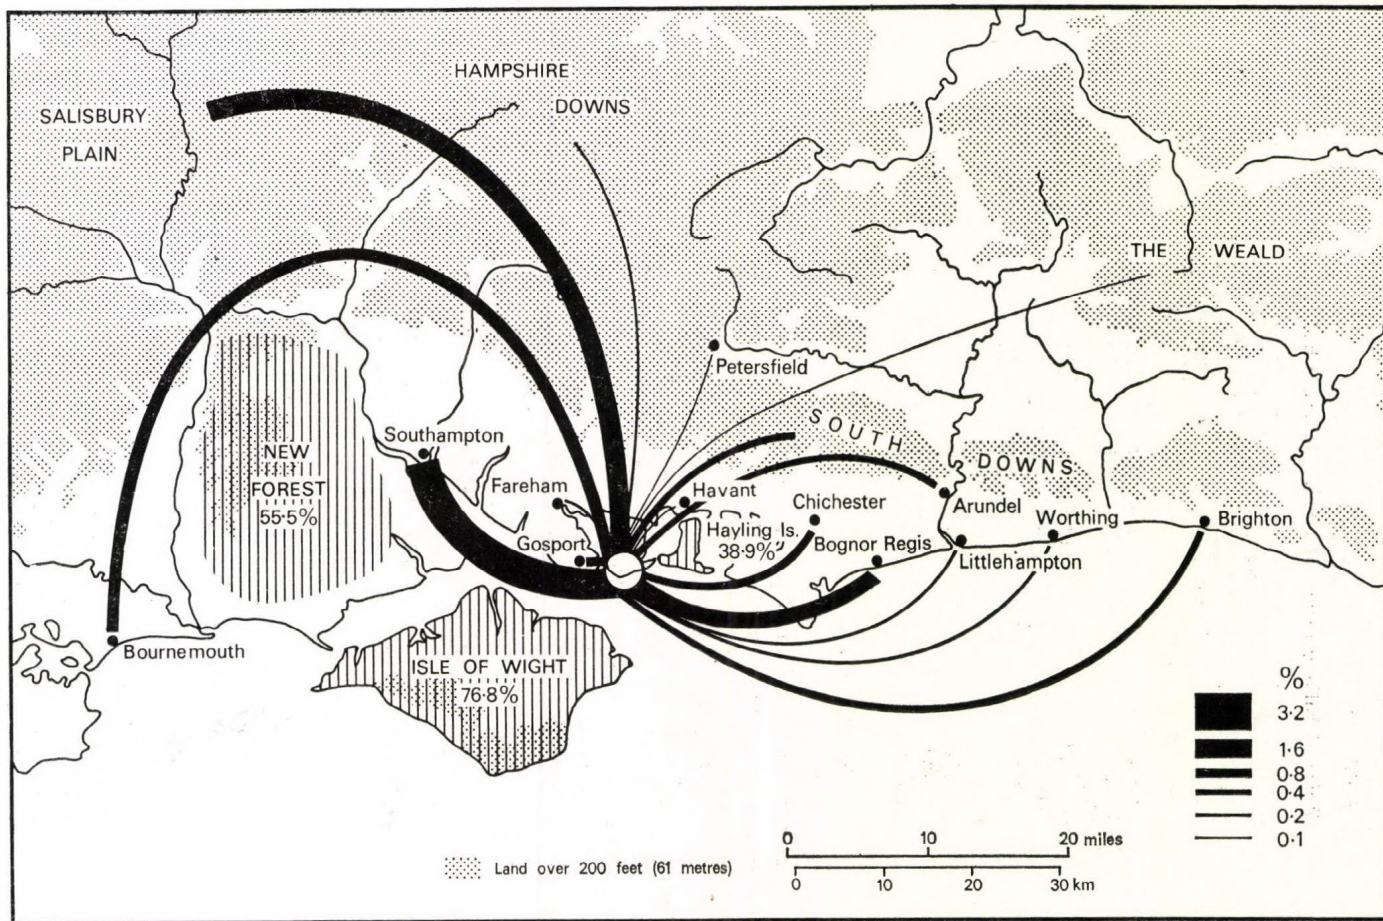 HAMPSHIRE
DOWNS
SALISBURY
PLAIN
THE WEALD
Petersfield
SOUTH
DOWNS
Southampton
NEW
FOREST
55·5%
Fareham
Havant
Chichester
Arundel
Worthing
Brighton
Gosport
Hayling Is.
38·9%
Bognor Regis
Littlehampton
Bournemouth
ISLE OF WIGHT
76·8%
%
3·2
1·6
0·8
0·4
0·2
0·1
0 10 20 miles
Land over 200 feet (61 metres)
0 10 20 30 km